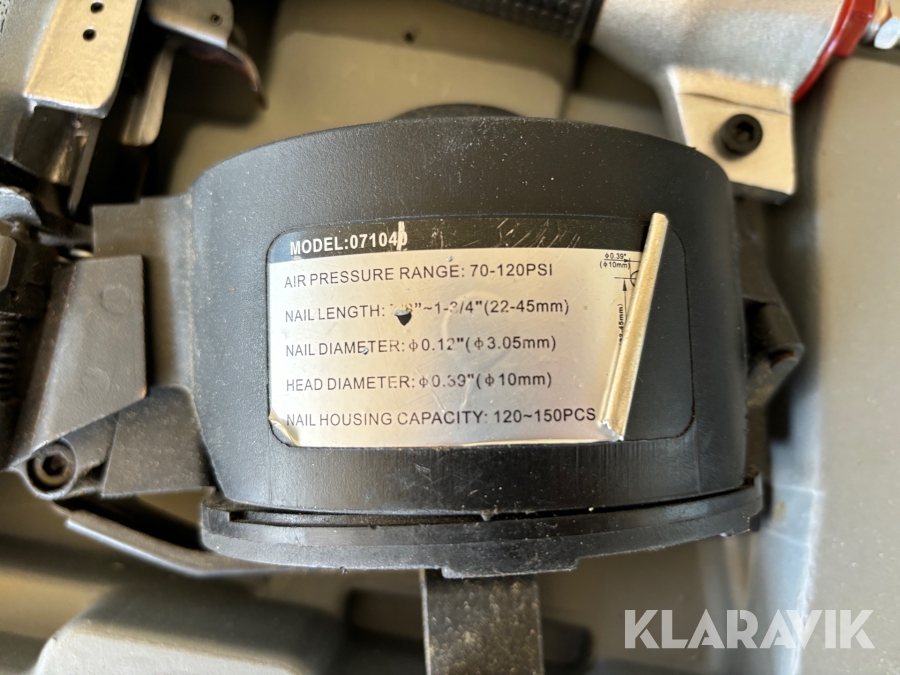 MODEL:071040
AIR PRESSURE RANGE: 70-120PSI
NAIL LENGTH: ~1-3/4"(22-45mm)
NAIL DIAMETER: Φ0.12"(Φ3.05mm)
HEAD DIAMETER: Φ0.39"(Φ10mm)
NAIL HOUSING CAPACITY: 120~150PCS
Φ0.39"
(Φ10mm)
KLARAVIK